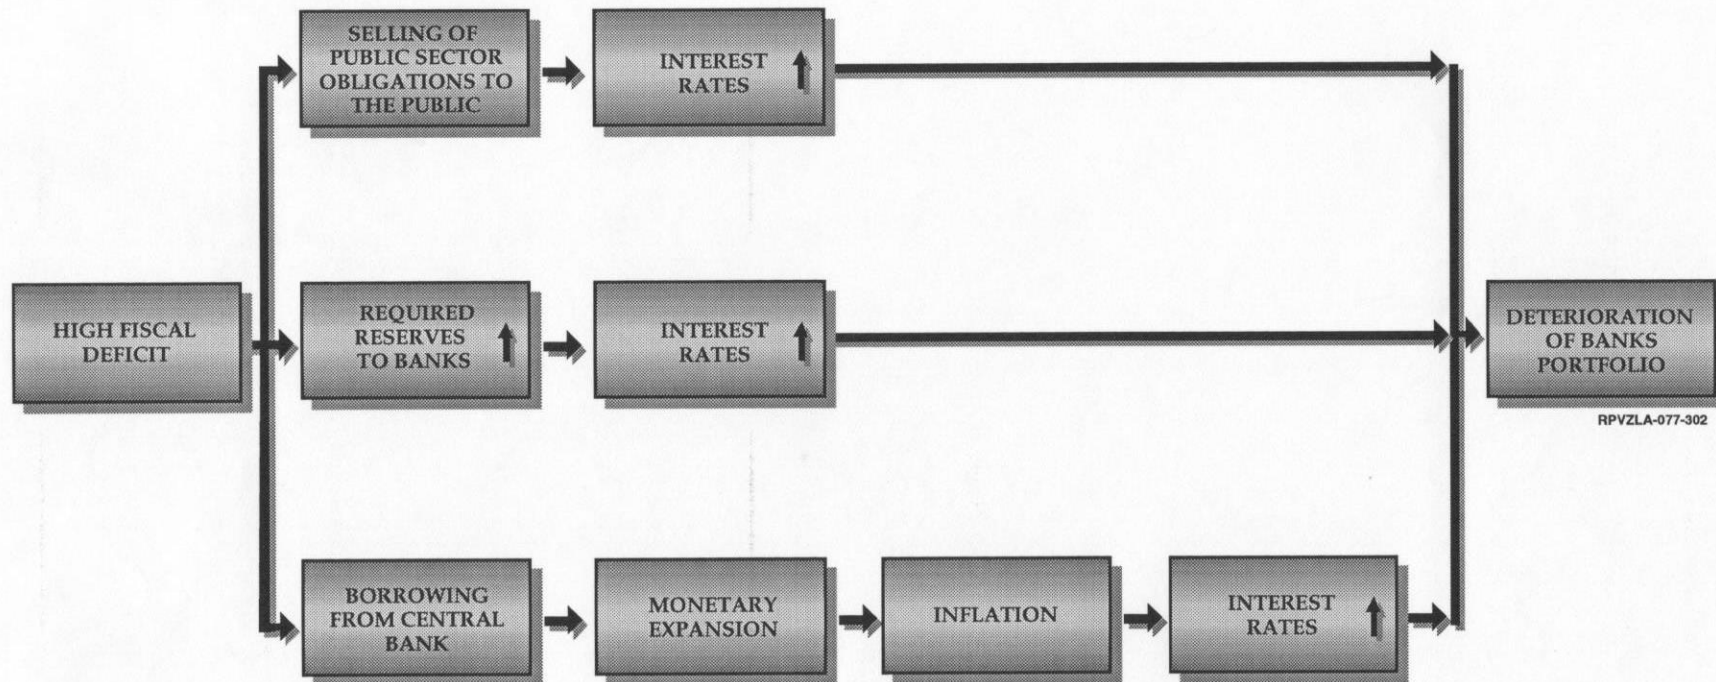 SELLING OF
PUBLIC SECTOR
OBLIGATIONS TO
THE PUBLIC
INTEREST
RATES
HIGH FISCAL
DEFICIT
REQUIRED
RESERVES
TO BANKS
INTEREST
RATES
DETERIORATION
OF BANKS
PORTFOLIO
RPVZLA-077-302
BORROWING
FROM CENTRAL
BANK
MONETARY
EXPANSION
INFLATION
INTEREST
RATES